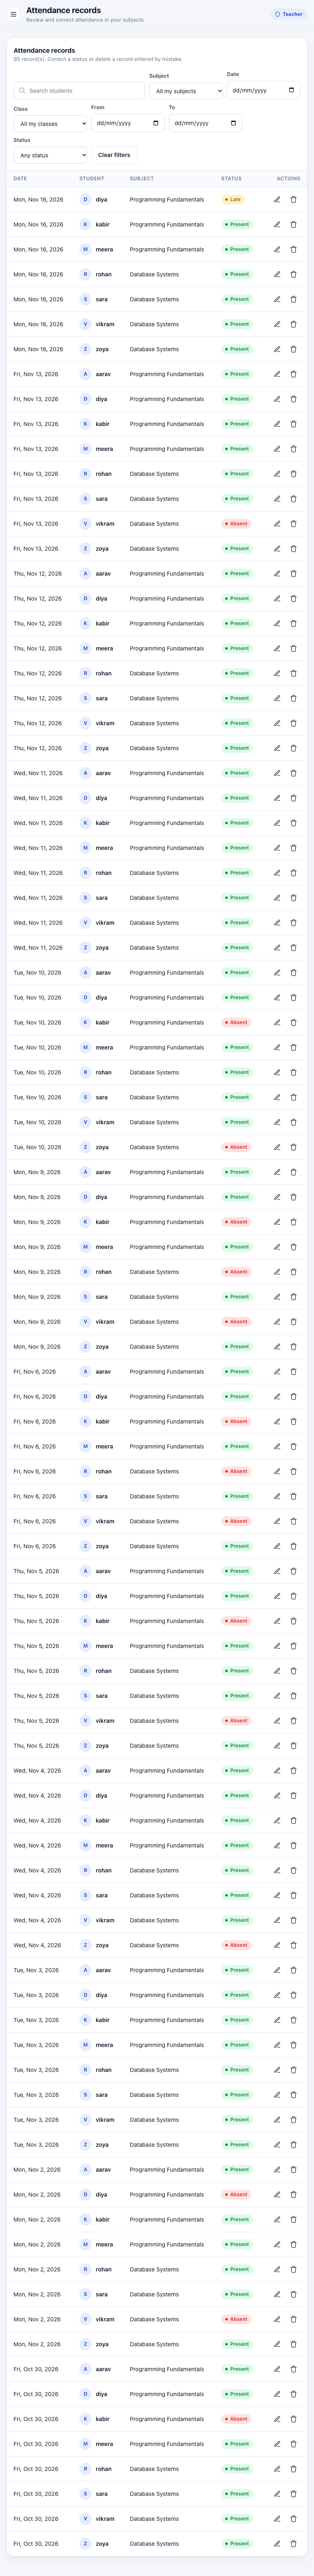 Attendance records
Review and correct attendance in your subjects.
Teacher
Attendance records
95 record(s). Correct a status or delete a record entered by mistake.
Search students
Subject
All my subjects
Date
dd/mm/yyyy
Class
All my classes
From
dd/mm/yyyy
To
dd/mm/yyyy
Status
Any status
Clear filters
DATE STUDENT SUBJECT STATUS ACTIONS
Mon, Nov 16, 2026 D diya Programming Fundamentals Late
Mon, Nov 16, 2026 K kabir Programming Fundamentals Present
Mon, Nov 16, 2026 M meera Programming Fundamentals Present
Mon, Nov 16, 2026 R rohan Database Systems Present
Mon, Nov 16, 2026 S sara Database Systems Present
Mon, Nov 16, 2026 V vikram Database Systems Present
Mon, Nov 16, 2026 Z zoya Database Systems Present
Fri, Nov 13, 2026 A aarav Programming Fundamentals Present
Fri, Nov 13, 2026 D diya Programming Fundamentals Present
Fri, Nov 13, 2026 K kabir Programming Fundamentals Present
Fri, Nov 13, 2026 M meera Programming Fundamentals Present
Fri, Nov 13, 2026 R rohan Database Systems Present
Fri, Nov 13, 2026 S sara Database Systems Present
Fri, Nov 13, 2026 V vikram Database Systems Absent
Fri, Nov 13, 2026 Z zoya Database Systems Present
Thu, Nov 12, 2026 A aarav Programming Fundamentals Present
Thu, Nov 12, 2026 D diya Programming Fundamentals Present
Thu, Nov 12, 2026 K kabir Programming Fundamentals Present
Thu, Nov 12, 2026 M meera Programming Fundamentals Present
Thu, Nov 12, 2026 R rohan Database Systems Present
Thu, Nov 12, 2026 S sara Database Systems Present
Thu, Nov 12, 2026 V vikram Database Systems Present
Thu, Nov 12, 2026 Z zoya Database Systems Present
Wed, Nov 11, 2026 A aarav Programming Fundamentals Present
Wed, Nov 11, 2026 D diya Programming Fundamentals Present
Wed, Nov 11, 2026 K kabir Programming Fundamentals Present
Wed, Nov 11, 2026 M meera Programming Fundamentals Present
Wed, Nov 11, 2026 R rohan Database Systems Present
Wed, Nov 11, 2026 S sara Database Systems Present
Wed, Nov 11, 2026 V vikram Database Systems Present
Wed, Nov 11, 2026 Z zoya Database Systems Present
Tue, Nov 10, 2026 A aarav Programming Fundamentals Present
Tue, Nov 10, 2026 D diya Programming Fundamentals Present
Tue, Nov 10, 2026 K kabir Programming Fundamentals Absent
Tue, Nov 10, 2026 M meera Programming Fundamentals Present
Tue, Nov 10, 2026 R rohan Database Systems Present
Tue, Nov 10, 2026 S sara Database Systems Present
Tue, Nov 10, 2026 V vikram Database Systems Present
Tue, Nov 10, 2026 Z zoya Database Systems Absent
Mon, Nov 9, 2026 A aarav Programming Fundamentals Present
Mon, Nov 9, 2026 D diya Programming Fundamentals Present
Mon, Nov 9, 2026 K kabir Programming Fundamentals Absent
Mon, Nov 9, 2026 M meera Programming Fundamentals Present
Mon, Nov 9, 2026 R rohan Database Systems Absent
Mon, Nov 9, 2026 S sara Database Systems Present
Mon, Nov 9, 2026 V vikram Database Systems Absent
Mon, Nov 9, 2026 Z zoya Database Systems Present
Fri, Nov 6, 2026 A aarav Programming Fundamentals Present
Fri, Nov 6, 2026 D diya Programming Fundamentals Present
Fri, Nov 6, 2026 K kabir Programming Fundamentals Absent
Fri, Nov 6, 2026 M meera Programming Fundamentals Present
Fri, Nov 6, 2026 R rohan Database Systems Absent
Fri, Nov 6, 2026 S sara Database Systems Present
Fri, Nov 6, 2026 V vikram Database Systems Absent
Fri, Nov 6, 2026 Z zoya Database Systems Present
Thu, Nov 5, 2026 A aarav Programming Fundamentals Present
Thu, Nov 5, 2026 D diya Programming Fundamentals Present
Thu, Nov 5, 2026 K kabir Programming Fundamentals Absent
Thu, Nov 5, 2026 M meera Programming Fundamentals Present
Thu, Nov 5, 2026 R rohan Database Systems Present
Thu, Nov 5, 2026 S sara Database Systems Present
Thu, Nov 5, 2026 V vikram Database Systems Absent
Thu, Nov 5, 2026 Z zoya Database Systems Present
Wed, Nov 4, 2026 A aarav Programming Fundamentals Present
Wed, Nov 4, 2026 D diya Programming Fundamentals Present
Wed, Nov 4, 2026 K kabir Programming Fundamentals Present
Wed, Nov 4, 2026 M meera Programming Fundamentals Present
Wed, Nov 4, 2026 R rohan Database Systems Present
Wed, Nov 4, 2026 S sara Database Systems Present
Wed, Nov 4, 2026 V vikram Database Systems Present
Wed, Nov 4, 2026 Z zoya Database Systems Absent
Tue, Nov 3, 2026 A aarav Programming Fundamentals Present
Tue, Nov 3, 2026 D diya Programming Fundamentals Present
Tue, Nov 3, 2026 K kabir Programming Fundamentals Present
Tue, Nov 3, 2026 M meera Programming Fundamentals Present
Tue, Nov 3, 2026 R rohan Database Systems Present
Tue, Nov 3, 2026 S sara Database Systems Present
Tue, Nov 3, 2026 V vikram Database Systems Present
Tue, Nov 3, 2026 Z zoya Database Systems Present
Mon, Nov 2, 2026 A aarav Programming Fundamentals Present
Mon, Nov 2, 2026 D diya Programming Fundamentals Absent
Mon, Nov 2, 2026 K kabir Programming Fundamentals Present
Mon, Nov 2, 2026 M meera Programming Fundamentals Present
Mon, Nov 2, 2026 R rohan Database Systems Present
Mon, Nov 2, 2026 S sara Database Systems Present
Mon, Nov 2, 2026 V vikram Database Systems Absent
Mon, Nov 2, 2026 Z zoya Database Systems Present
Fri, Oct 30, 2026 A aarav Programming Fundamentals Present
Fri, Oct 30, 2026 D diya Programming Fundamentals Present
Fri, Oct 30, 2026 K kabir Programming Fundamentals Absent
Fri, Oct 30, 2026 M meera Programming Fundamentals Present
Fri, Oct 30, 2026 R rohan Database Systems Present
Fri, Oct 30, 2026 S sara Database Systems Present
Fri, Oct 30, 2026 V vikram Database Systems Present
Fri, Oct 30, 2026 Z zoya Database Systems Present